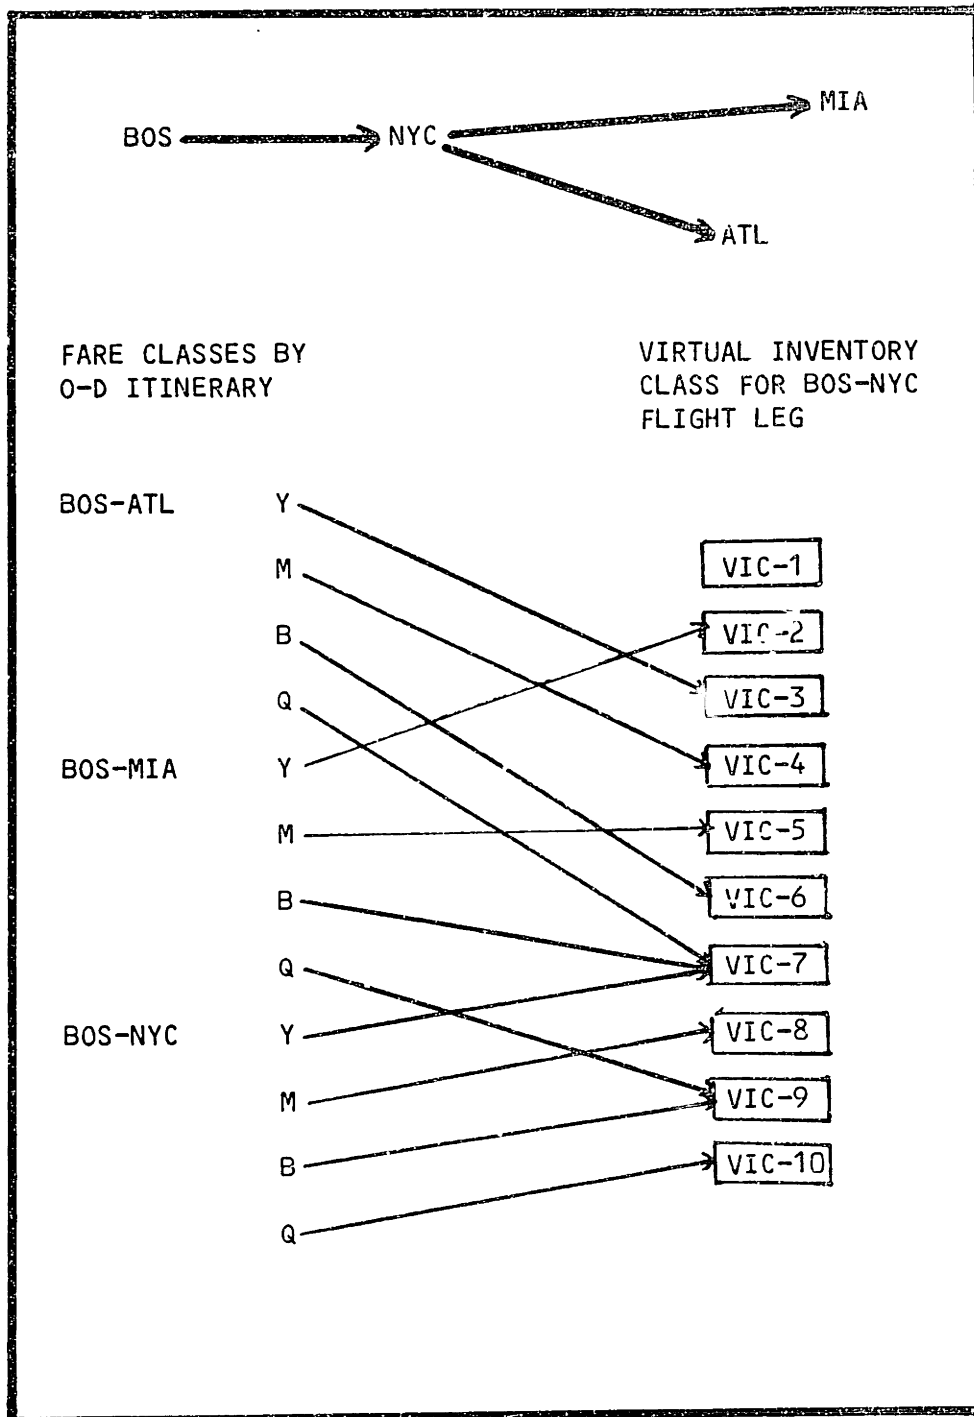 MIA
BOS NYC
ATL
FARE CLASSES BY
O-D ITINERARY
VIRTUAL INVENTORY
CLASS FOR BOS-NYC
FLIGHT LEG
BOS-ATL Y
M
B
Q
BOS-MIA Y
M
B
Q
BOS-NYC Y
M
B
Q
VIC-1
VIC-2
VIC-3
VIC-4
VIC-5
VIC-6
VIC-7
VIC-8
VIC-9
VIC-10